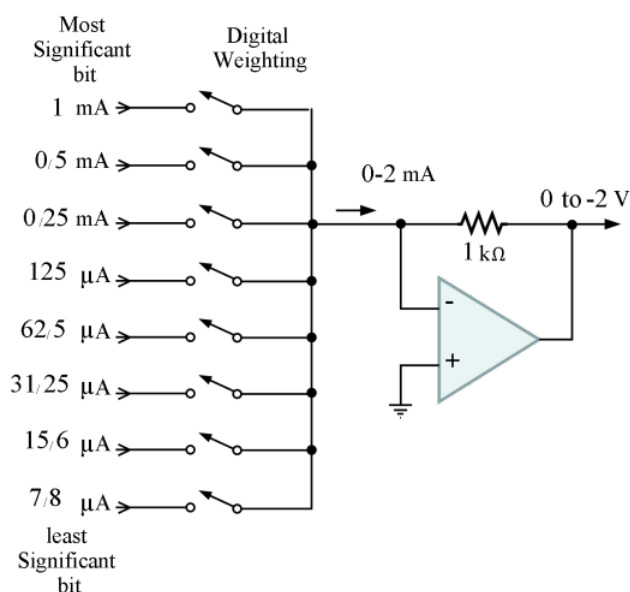 Most
Significant
bit
Digital
Weighting
1 mA
0/5 mA
0/25 mA
125 μA
62/5 μA
31/25 μA
15/6 μA
7/8 μA
least
Significant
bit
0-2 mA
0 to -2 V
1 kΩ
-
+